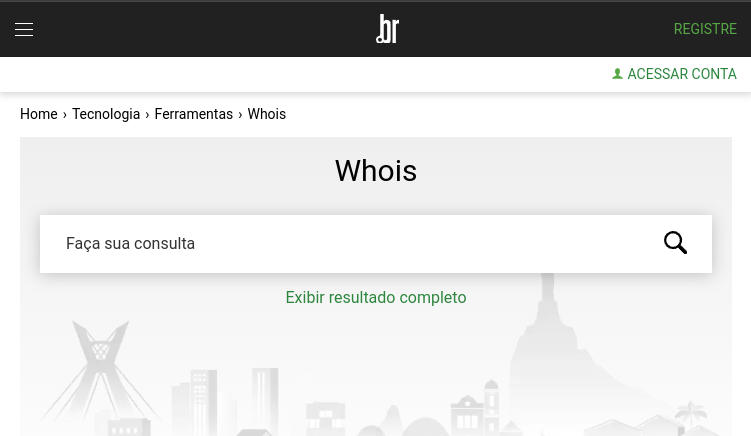 .br
REGISTRE
ACESSAR CONTA
Home › Tecnologia › Ferramentas › Whois
Whois
Faça sua consulta
Exibir resultado completo